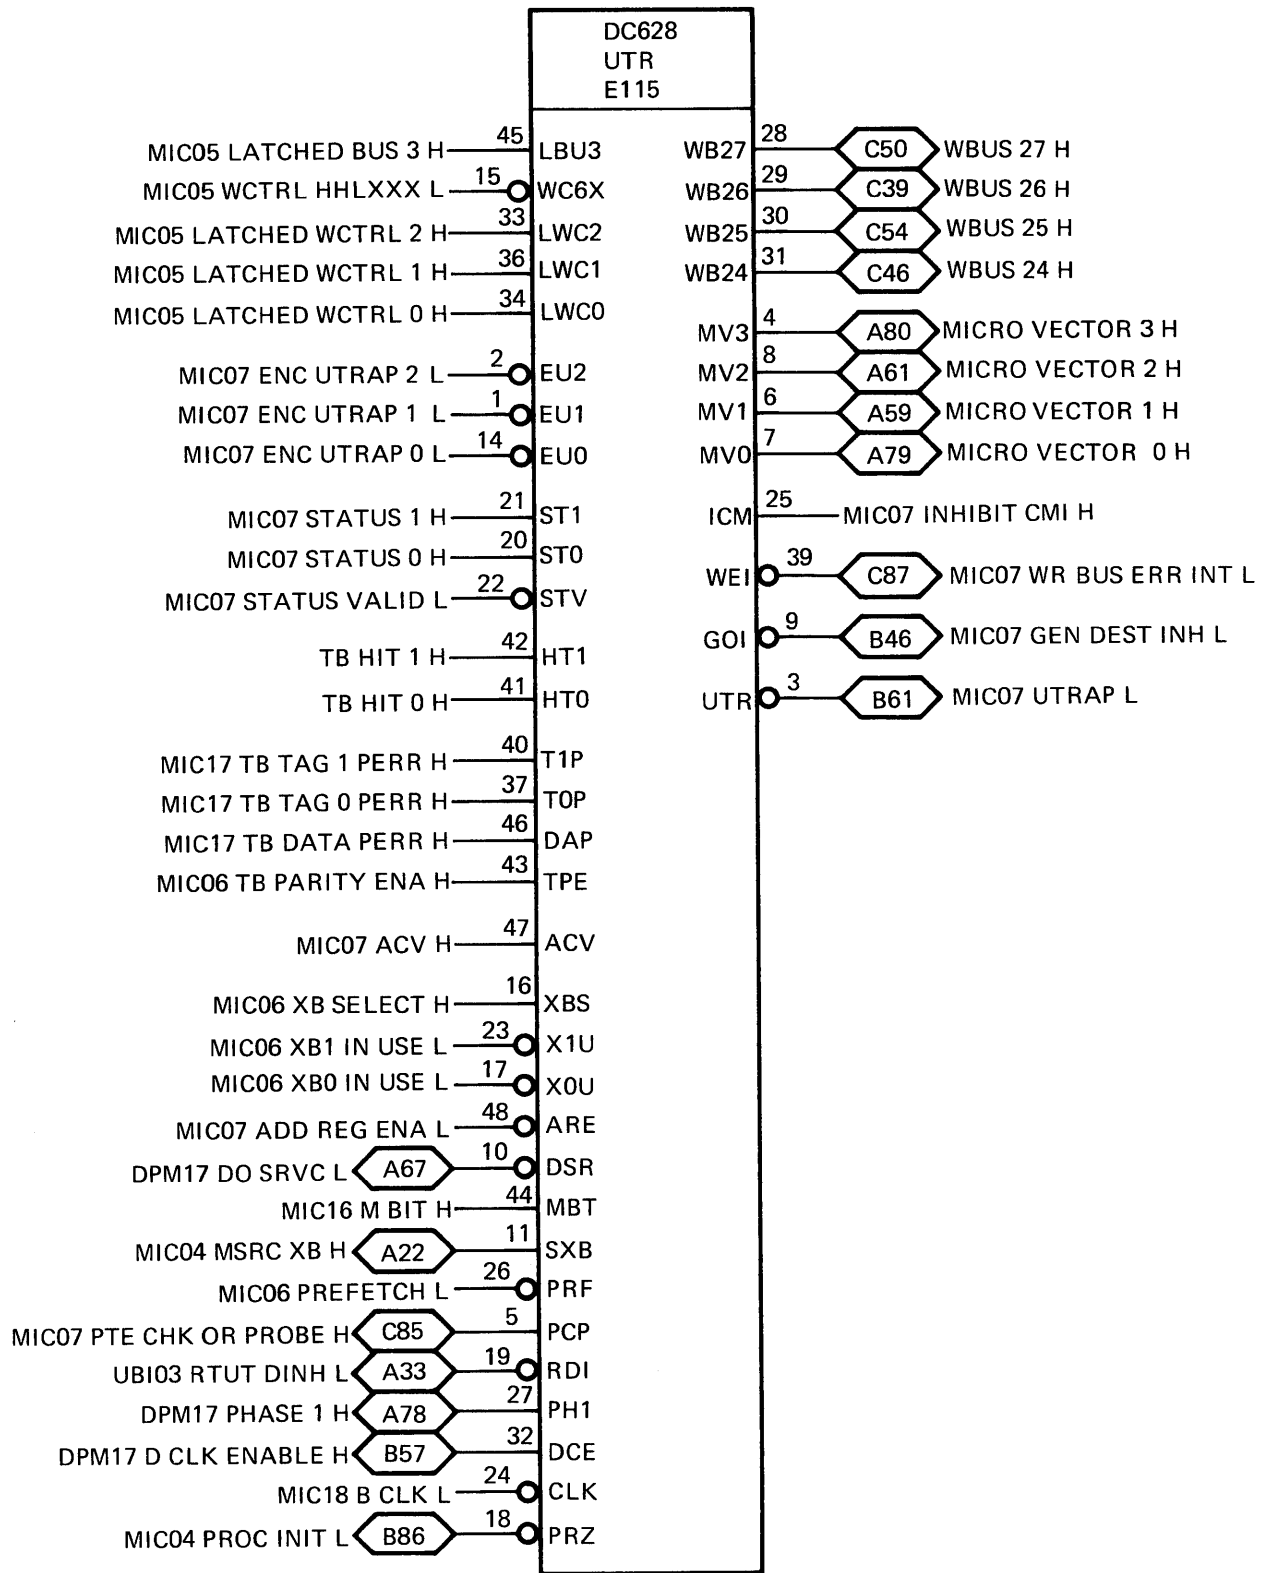 DC628
UTR
E115
MIC05 LATCHED BUS 3 H 45 LBU3 WB27 28 C50 WBUS 27 H
MIC05 WCTRL HHLXXX L 15 WC6X WB26 29 C39 WBUS 26 H
MIC05 LATCHED WCTRL 2 H 33 LWC2 WB25 30 C54 WBUS 25 H
MIC05 LATCHED WCTRL 1 H 36 LWC1 WB24 31 C46 WBUS 24 H
MIC05 LATCHED WCTRL 0 H 34 LWC0 MV3 4 A80 MICRO VECTOR 3 H
MIC07 ENC UTRAP 2 L 2 EU2 MV2 8 A61 MICRO VECTOR 2 H
MIC07 ENC UTRAP 1 L 1 EU1 MV1 6 A59 MICRO VECTOR 1 H
MIC07 ENC UTRAP 0 L 14 EU0 MV0 7 A79 MICRO VECTOR 0 H
MIC07 STATUS 1 H 21 ST1 ICM 25 MIC07 INHIBIT CMI H
MIC07 STATUS 0 H 20 ST0 WEI 39 C87 MIC07 WR BUS ERR INT L
MIC07 STATUS VALID L 22 STV
TB HIT 1 H 42 HT1 GOI 9 B46 MIC07 GEN DEST INH L
TB HIT 0 H 41 HT0 UTR 3 B61 MIC07 UTRAP L
MIC17 TB TAG 1 PERR H 40 T1P
MIC17 TB TAG 0 PERR H 37 T0P
MIC17 TB DATA PERR H 46 DAP
MIC06 TB PARITY ENA H 43 TPE
MIC07 ACV H 47 ACV
MIC06 XB SELECT H 16 XBS
MIC06 XB1 IN USE L 23 X1U
MIC06 XB0 IN USE L 17 X0U
MIC07 ADD REG ENA L 48 ARE
DPM17 DO SRVC L A67 10 DSR
MIC16 M BIT H 44 MBT
MIC04 MSRC XB H A22 11 SXB
MIC06 PREFETCH L 26 PRF
MIC07 PTE CHK OR PROBE H C85 5 PCP
UBI03 RTUT DINH L A33 19 RDI
DPM17 PHASE 1 H A78 27 PH1
DPM17 D CLK ENABLE H B57 32 DCE
MIC18 B CLK L 24 CLK
MIC04 PROC INIT L B86 18 PRZ